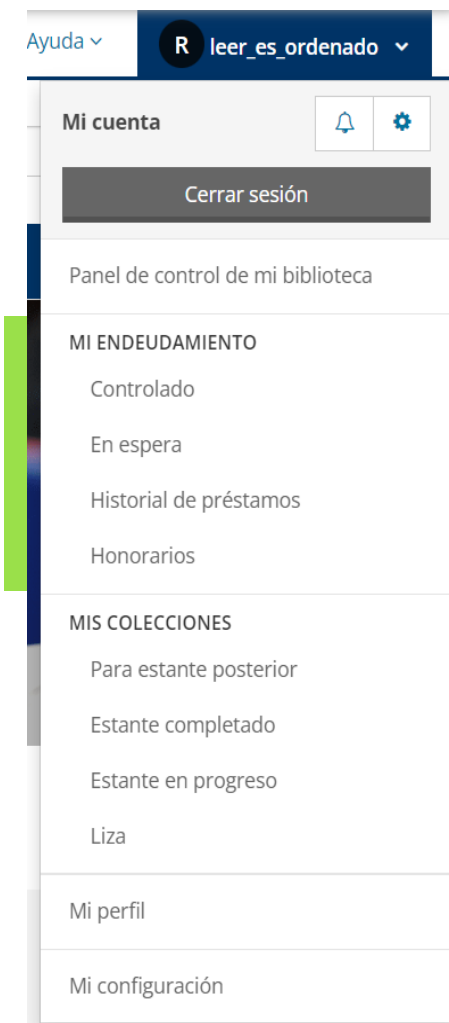 Ayuda
R leer_es_ordenado
Mi cuenta
Cerrar sesión
Panel de control de mi biblioteca
MI ENDEUDAMIENTO
Controlado
En espera
Historial de préstamos
Honorarios
MIS COLECCIONES
Para estante posterior
Estante completado
Estante en progreso
Liza
Mi perfil
Mi configuración